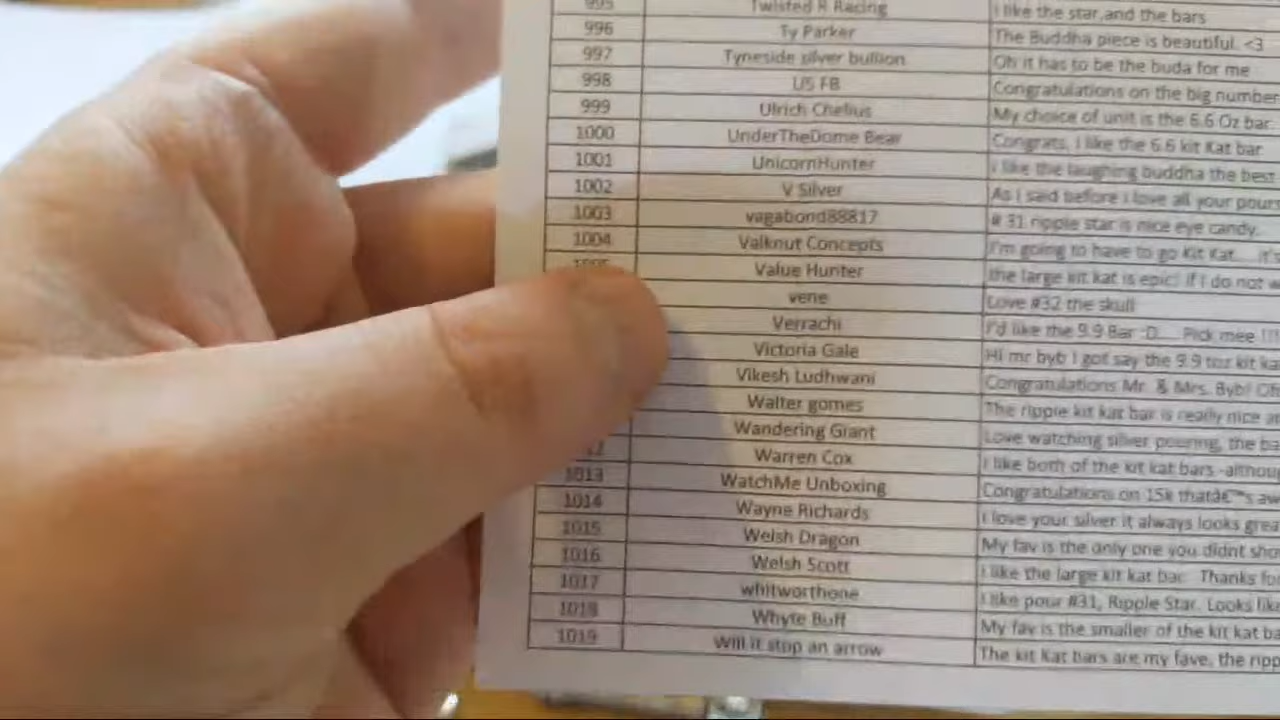 995 Twisted R Racing I like the star,and the bars
996 Ty Parker The Buddha piece is beautiful. <3
997 Tyneside silver bullion Oh it has to be the buda for me
998 US FB Congratulations on the big number
999 Ulrich Chelius My choice of unit is the 6.6 Oz bar.
1000 UnderTheDome Bear Congrats, I like the 6.6 kit Kat bar
1001 UnicornHunter I like the laughing buddha the best
1002 V Silver As I said before i love all your pours
1003 vagabond88817 # 31 ripple star is nice eye candy.
1004 Valknut Concepts I'm going to have to go Kit Kat... it's
1005 Value Hunter the large kit kat is epic! if I do not w
vene Love #32 the skull
Verrachi I'd like the 9.9 Bar :D.... Pick mee !!!
Victoria Gale Hi mr byb I got say the 9.9 toz kit ka
Vikesh Ludhwani Congratulations Mr. & Mrs. Byb!
Walter gomes The ripple kit kat bar is really nice
Wandering Giant Love watching silver pouring, the ba
12 Warren Cox I like both of the kit kat bars -althou
1013 WatchMe Unboxing Congratulations on 15k thatâ€™s aw
1014 Wayne Richards I love your silver it always looks grea
1015 Welsh Dragon My fav is the only one you didnt sho
1016 Welsh Scott I like the large kit kat bar. Thanks fo
1017 whitworthone I like pour #31, Ripple Star. Looks lik
1018 Whyte Buff My fav is the smaller of the kit kat ba
1019 Will it stop an arrow The kit Kat bars are my fave, the ripp